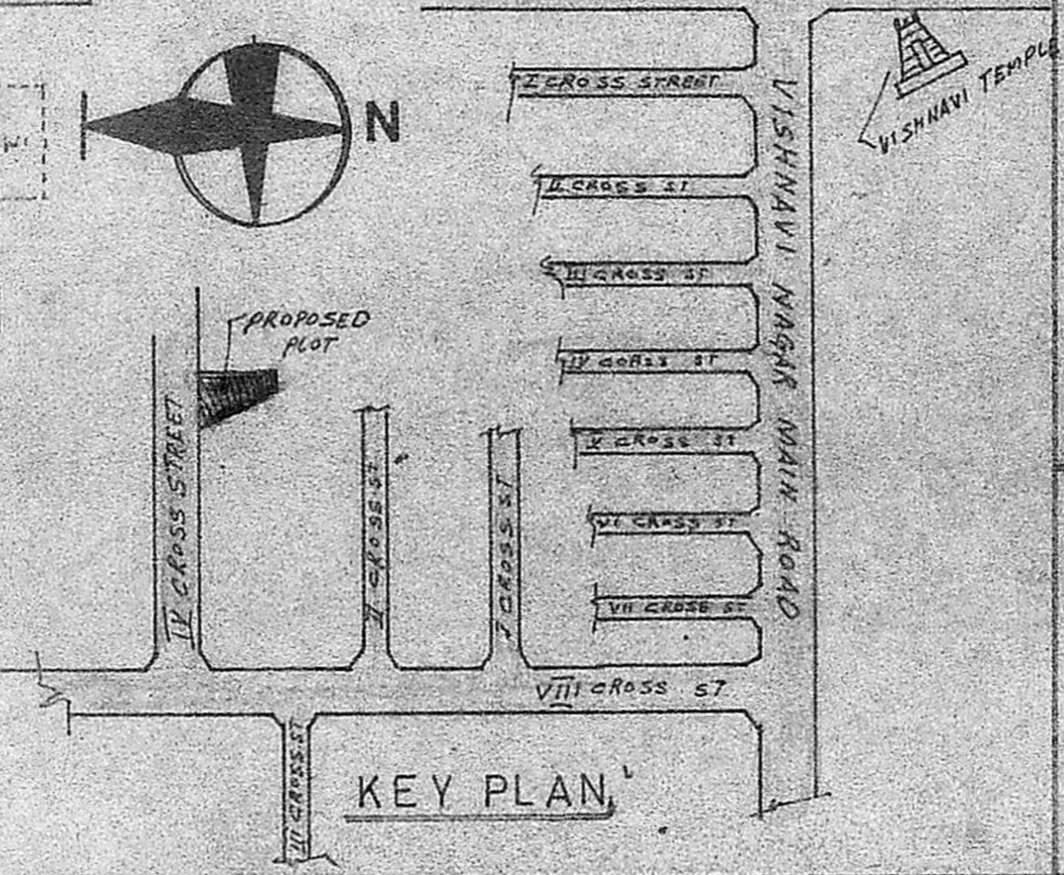 I CROSS STREET
VISHNAVI TEMPLE
N
II CROSS ST
VISHNAVI NAGAR MAIN ROAD
III CROSS ST
PROPOSED
PLOT
IV CORSS ST
IV CROSS STREET
II CROSS ST
I CROSS ST
V CROSS ST
VI CROSS ST
VII CROSS ST
VIII CROSS ST
III CROSS ST
KEY PLAN